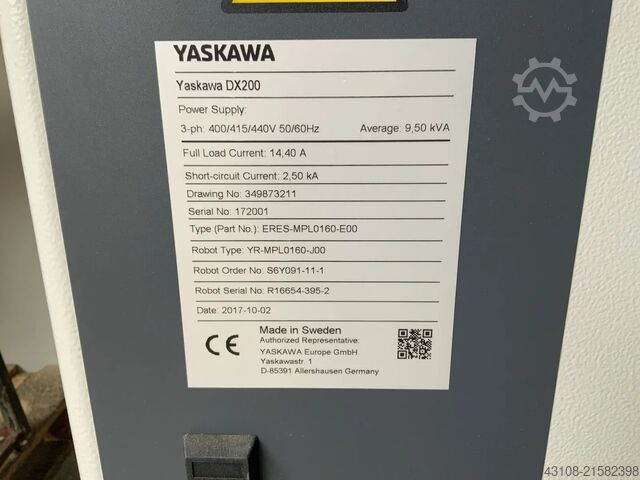 YASKAWA
Yaskawa DX200
Power Supply:
3-ph: 400/415/440V 50/60Hz Average: 9,50 kVA
Full Load Current: 14,40 A
Short-circuit Current: 2,50 kA
Drawing No: 349873211
Serial No: 172001
Type (Part No.): ERES-MPL0160-E00
Robot Type: YR-MPL0160-J00
Robot Order No: S6Y091-11-1
Robot Serial No: R16654-395-2
Date: 2017-10-02
CE
Made in Sweden
Authorized Representative:
YASKAWA Europe GmbH
Yaskawastr. 1
D-85391 Allershausen Germany
43108-21582398